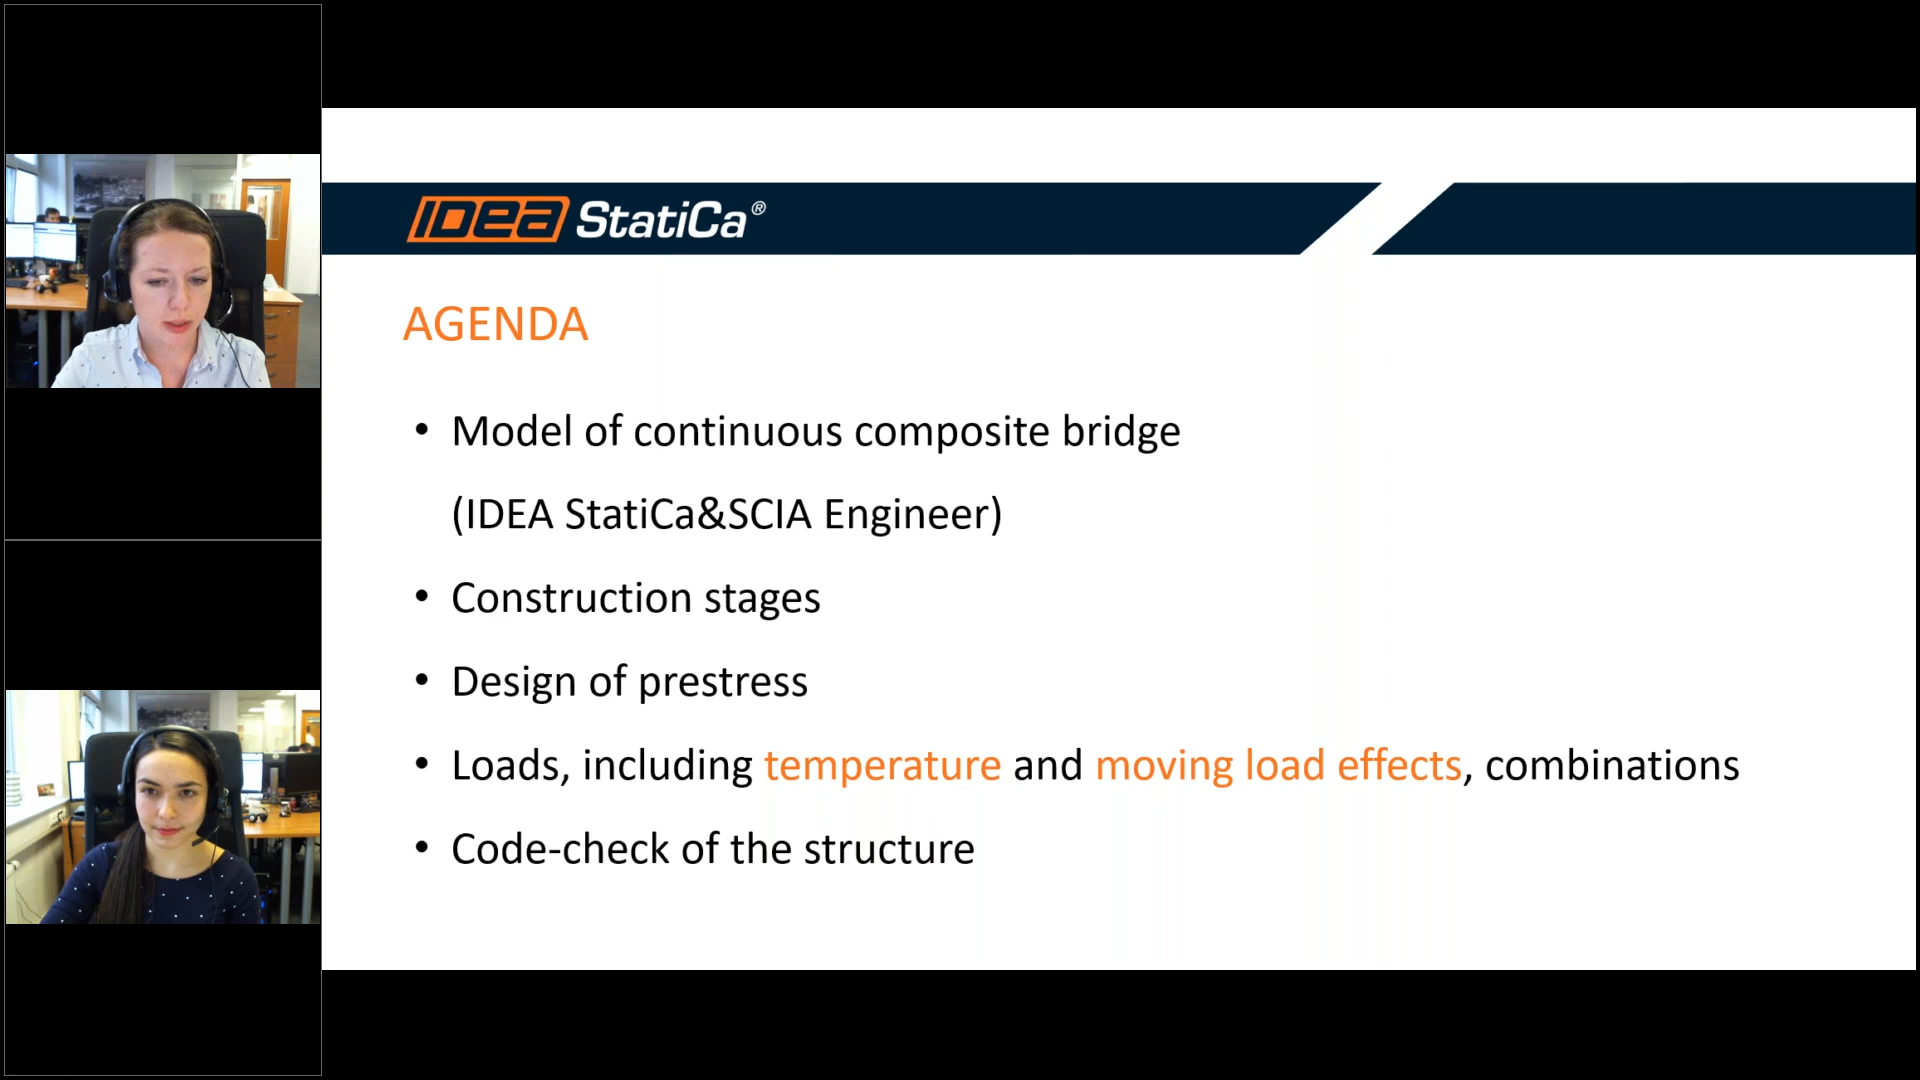 IDEA StatiCa®
AGENDA
• Model of continuous composite bridge
(IDEA StatiCa&SCIA Engineer)
• Construction stages
• Design of prestress
• Loads, including temperature and moving load effects, combinations
• Code-check of the structure